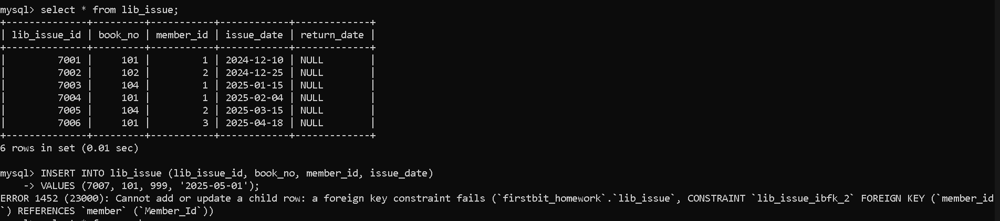 mysql> select * from lib_issue;
+--------------+---------+-----------+------------+-------------+
| lib_issue_id | book_no | member_id | issue_date | return_date |
+--------------+---------+-----------+------------+-------------+
|         7001 |     101 |         1 | 2024-12-10 | NULL        |
|         7002 |     102 |         2 | 2024-12-25 | NULL        |
|         7003 |     104 |         1 | 2025-01-15 | NULL        |
|         7004 |     101 |         1 | 2025-02-04 | NULL        |
|         7005 |     104 |         2 | 2025-03-15 | NULL        |
|         7006 |     101 |         3 | 2025-04-18 | NULL        |
+--------------+---------+-----------+------------+-------------+
6 rows in set (0.01 sec)
mysql> INSERT INTO lib_issue (lib_issue_id, book_no, member_id, issue_date)
    -> VALUES (7007, 101, 999, '2025-05-01');
ERROR 1452 (23000): Cannot add or update a child row: a foreign key constraint fails (`firstbit_homework`.`lib_issue`, CONSTRAINT `lib_issue_ibfk_2` FOREIGN KEY (`member_id
`) REFERENCES `member` (`Member_Id`))